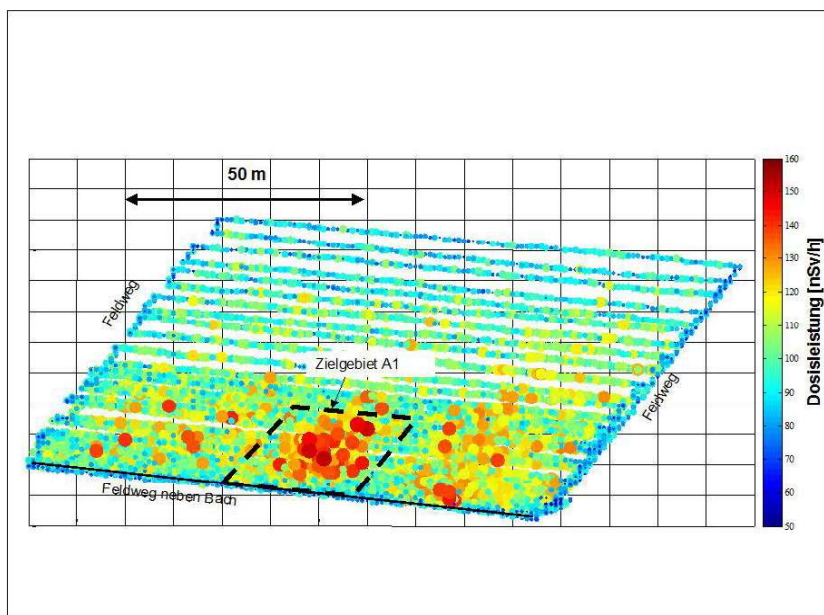 50 m
Feldweg
Zielgebiet A1
Feldweg
Feldweg neben Bach
160
150
140
130
120
110
100
90
80
70
60
50
Dosisleistung [nSv/h]